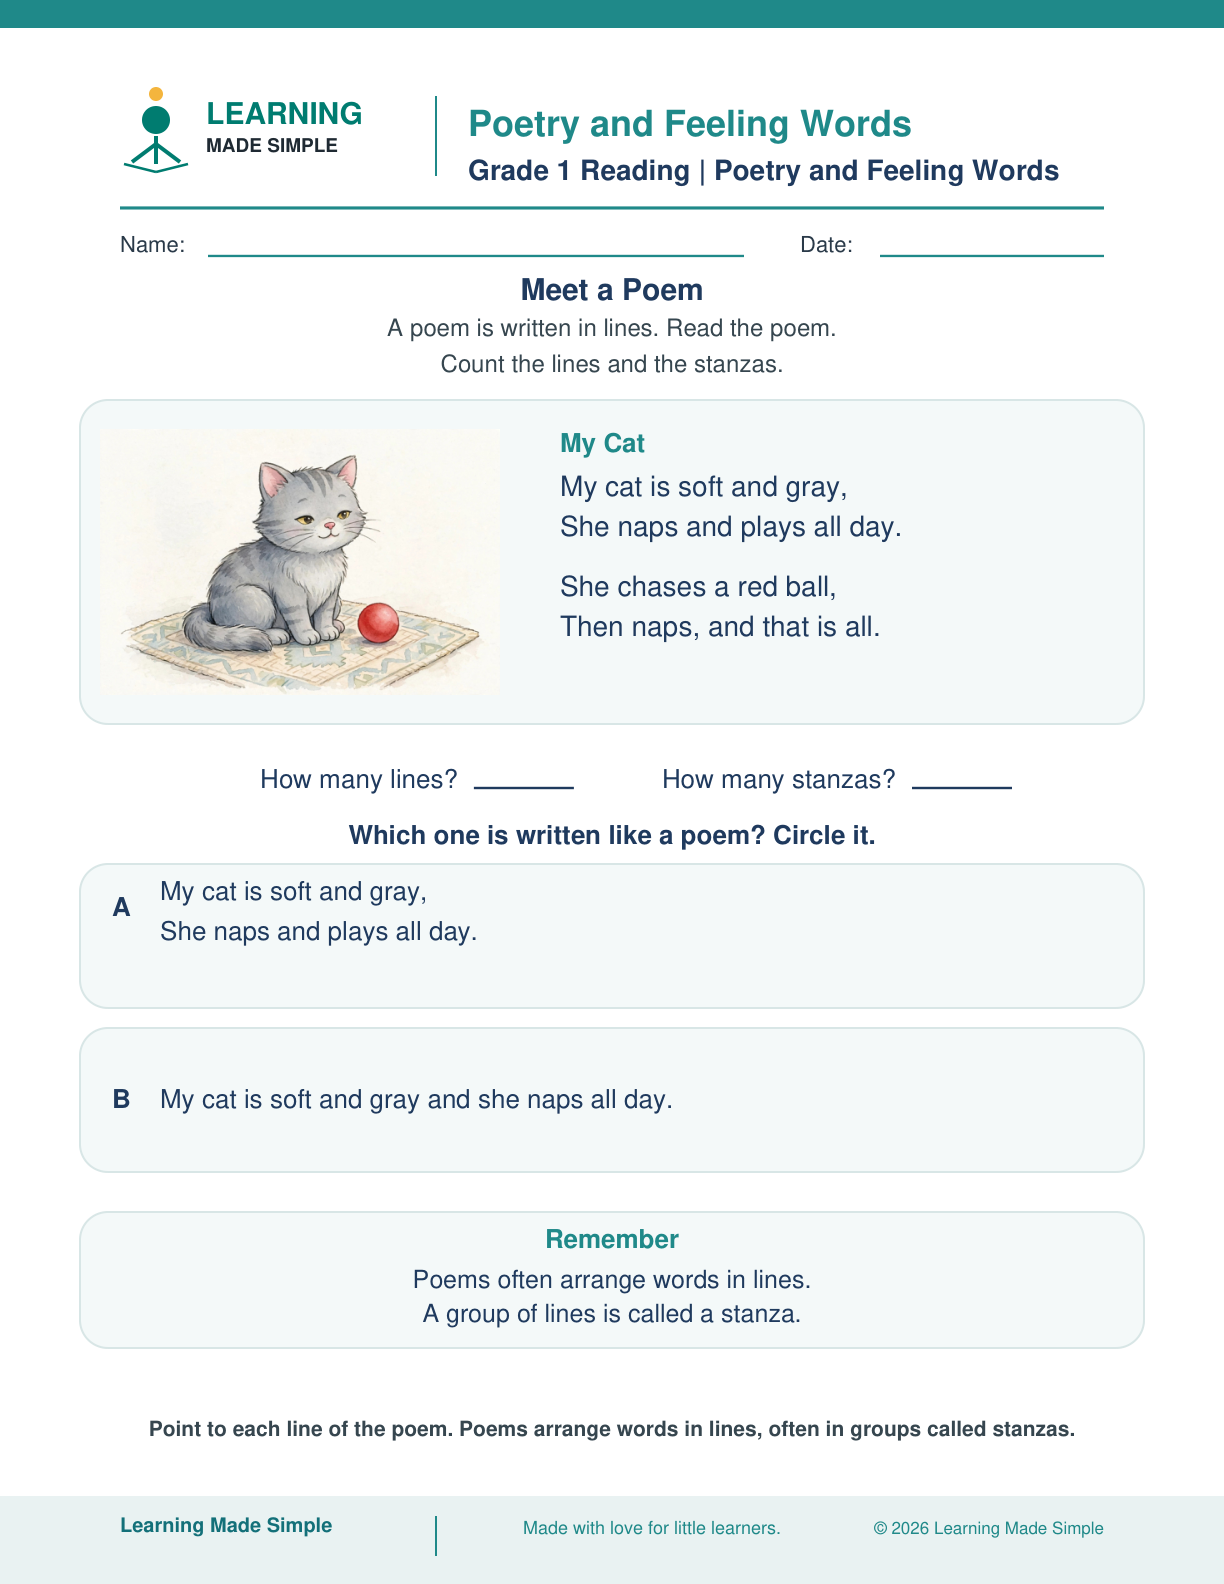 LEARNING
MADE SIMPLE
Poetry and Feeling Words
Grade 1 Reading | Poetry and Feeling Words
Name:
Date:
Meet a Poem
A poem is written in lines. Read the poem.
Count the lines and the stanzas.
My Cat
My cat is soft and gray,
She naps and plays all day.
She chases a red ball,
Then naps, and that is all.
How many lines?
How many stanzas?
Which one is written like a poem? Circle it.
A
My cat is soft and gray,
She naps and plays all day.
B My cat is soft and gray and she naps all day.
Remember
Poems often arrange words in lines.
A group of lines is called a stanza.
Point to each line of the poem. Poems arrange words in lines, often in groups called stanzas.
Learning Made Simple
Made with love for little learners.
© 2026 Learning Made Simple